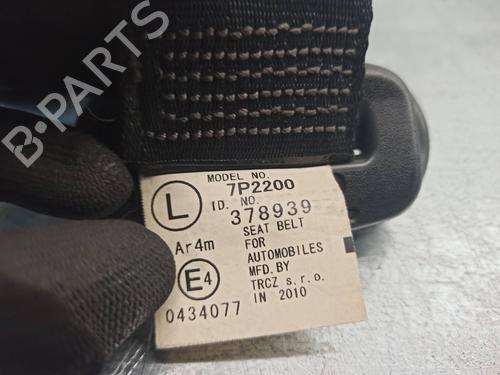 B-PARTS
MODEL NO.
7P2200
L
ID. NO.
378939
Ar4m
SEAT BELT
FOR
AUTOMOBILES
E4
MFD. BY
TRCZ s.r.o.
0434077
IN 2010